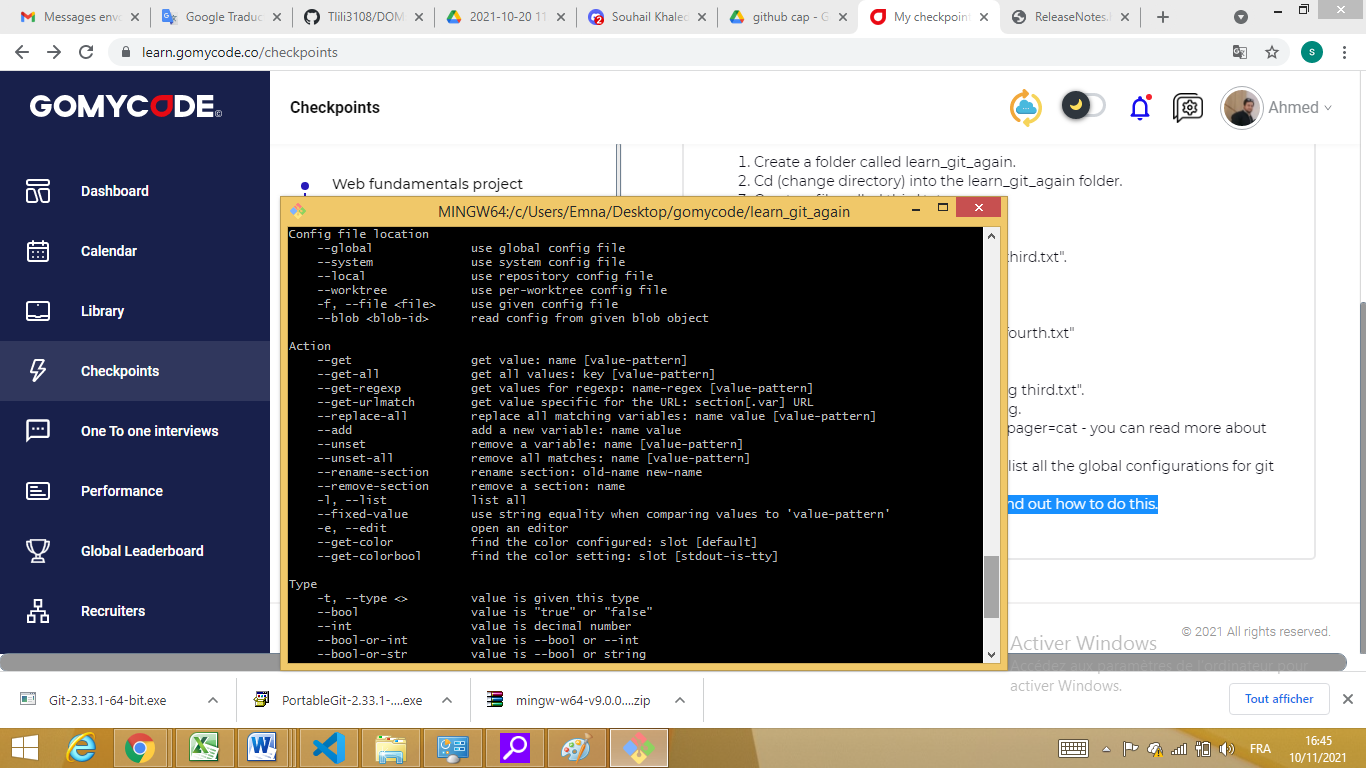 Messages envo
Google Traduc
Tlili3108/DOM
2021-10-20 11
Souhail Khaled
github cap - G
My checkpoin
ReleaseNotes.h
learn.gomycode.co/checkpoints
S
GOMYCODE
Checkpoints
Ahmed
Dashboard
Calendar
Library
Checkpoints
One To one interviews
Performance
Global Leaderboard
Recruiters
Web fundamentals project
1. Create a folder called learn_git_again.
2. Cd (change directory) into the learn_git_again folder.
third.txt".
fourth.txt"
g third.txt".
g.
pager=cat - you can read more about
list all the global configurations for git
nd out how to do this.
MINGW64:/c/Users/Emna/Desktop/gomycode/learn_git_again
Config file location
--global use global config file
--system use system config file
--local use repository config file
--worktree use per-worktree config file
-f, --file <file> use given config file
--blob <blob-id> read config from given blob object
Action
--get get value: name [value-pattern]
--get-all get all values: key [value-pattern]
--get-regexp get values for regexp: name-regex [value-pattern]
--get-urlmatch get value specific for the URL: section[.var] URL
--replace-all replace all matching variables: name value [value-pattern]
--add add a new variable: name value
--unset remove a variable: name [value-pattern]
--unset-all remove all matches: name [value-pattern]
--rename-section rename section: old-name new-name
--remove-section remove a section: name
-l, --list list all
--fixed-value use string equality when comparing values to 'value-pattern'
-e, --edit open an editor
--get-color find the color configured: slot [default]
--get-colorbool find the color setting: slot [stdout-is-tty]
Type
-t, --type <> value is given this type
--bool value is "true" or "false"
--int value is decimal number
--bool-or-int value is --bool or --int
--bool-or-str value is --bool or string
© 2021 All rights reserved.
Activer Windows
Accédez aux paramètres de l'ordinateur pour
activer Windows.
Git-2.33.1-64-bit.exe
PortableGit-2.33.1-....exe
mingw-w64-v9.0.0....zip
Tout afficher
FRA
16:45
10/11/2021